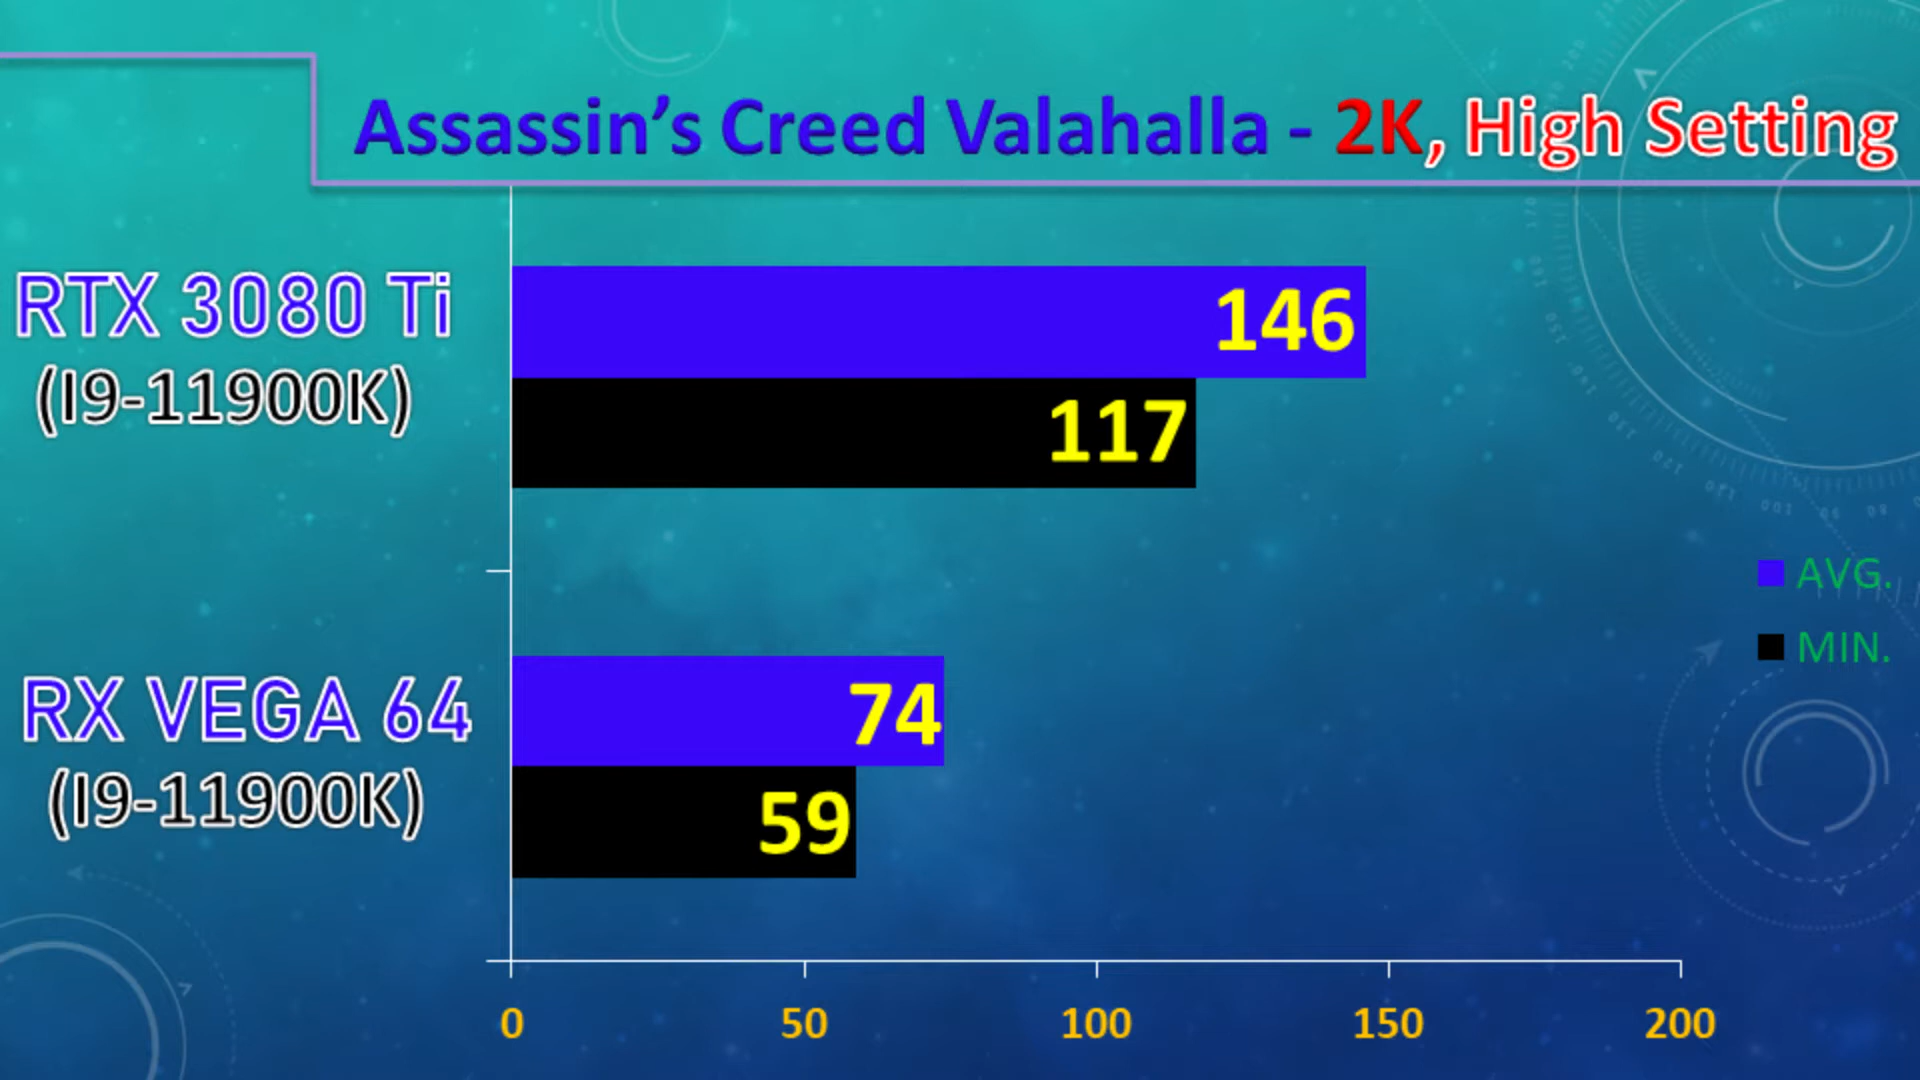 Assassin’s Creed Valahalla - 2K, High Setting
RTX 3080 Ti
(I9-11900K)
146
117
RX VEGA 64
(I9-11900K)
74
59
AVG.
MIN.
0 50 100 150 200